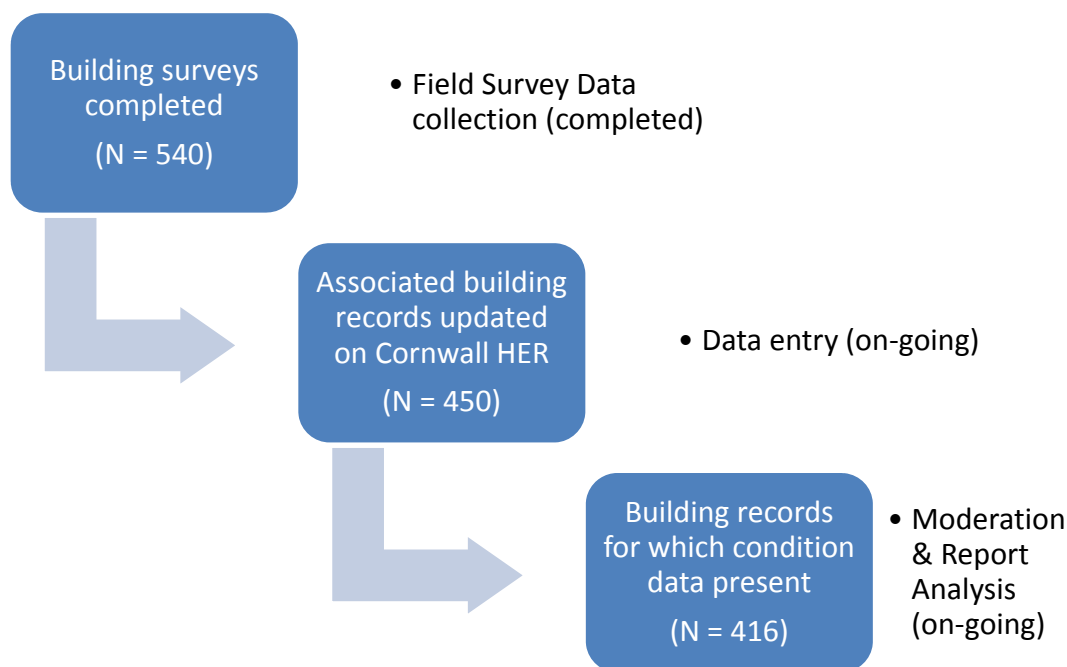 Building surveys
completed
(N = 540)
• Field Survey Data
collection (completed)
Associated building
records updated
on Cornwall HER
(N = 450)
• Data entry (on-going)
Building records
for which condition
data present
(N = 416)
• Moderation
& Report
Analysis
(on-going)